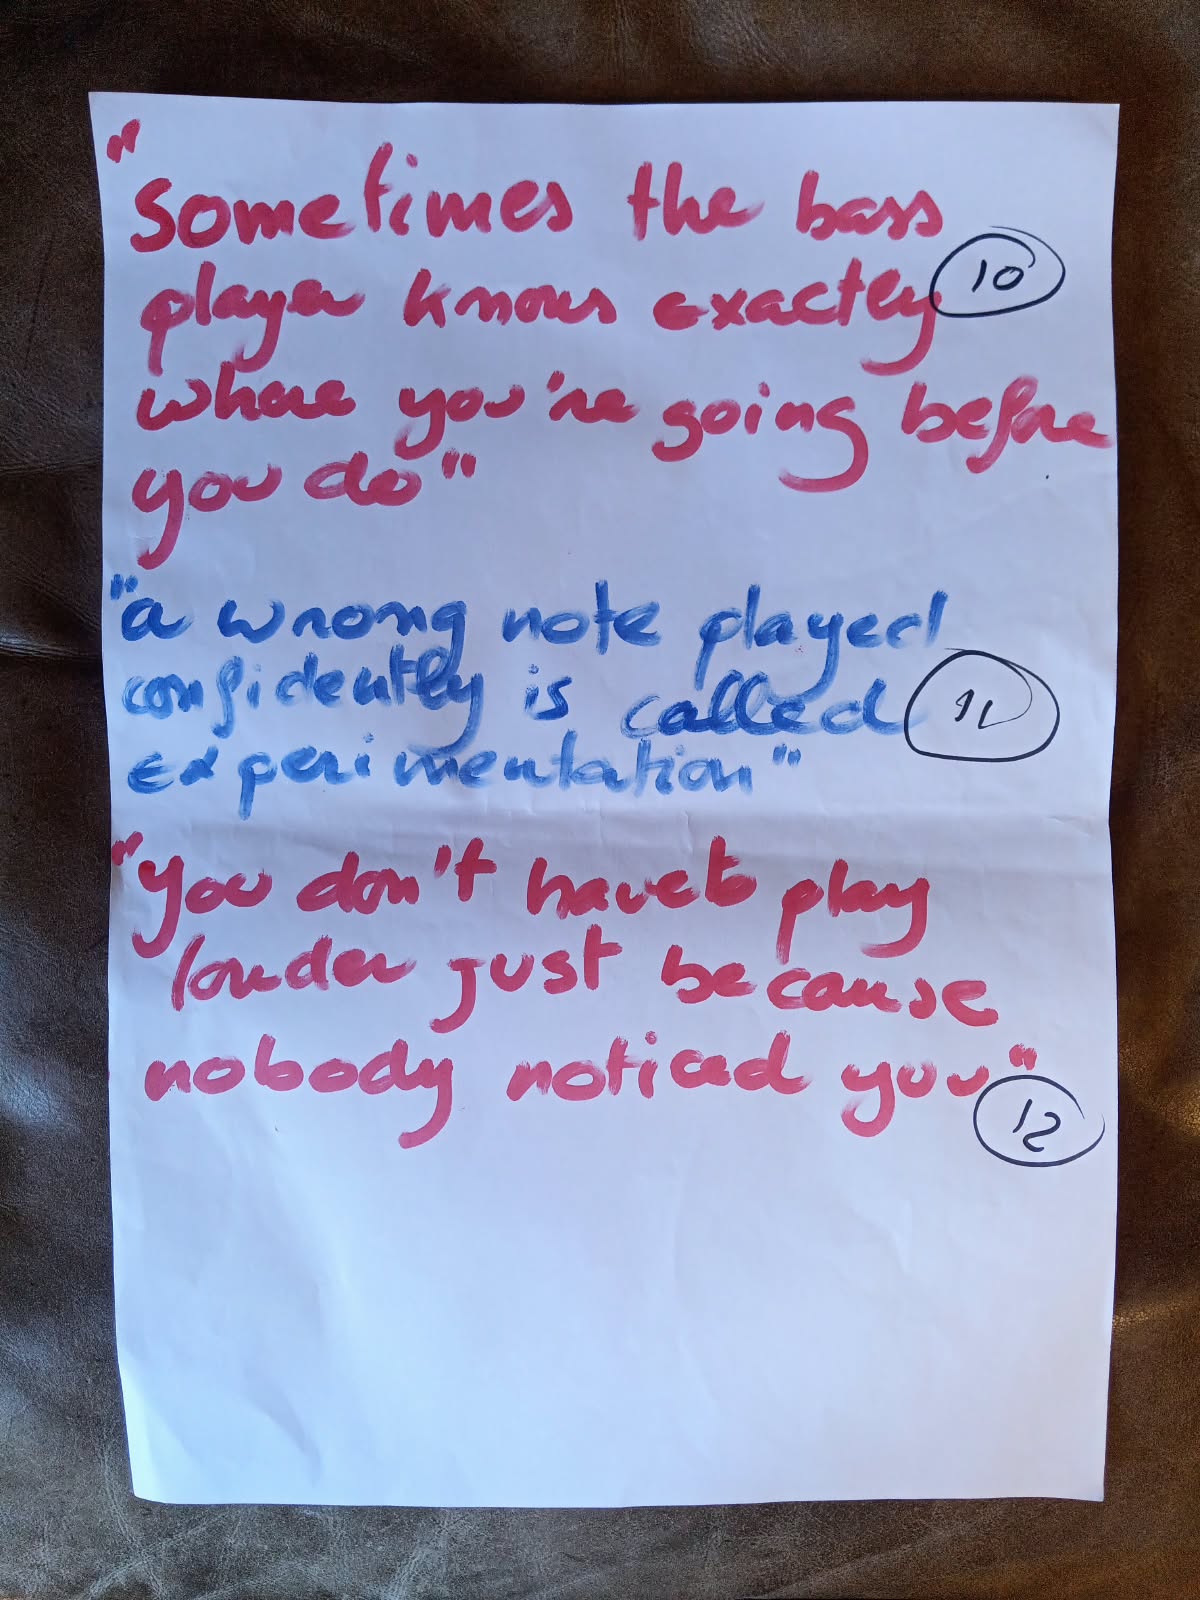 "
Sometimes the bass
player knows exactly 10
where you're going before
you do"
"a wrong note played
confidently is called 11
experimentation"
"you don't have to play
louder just because
nobody noticed you"
12